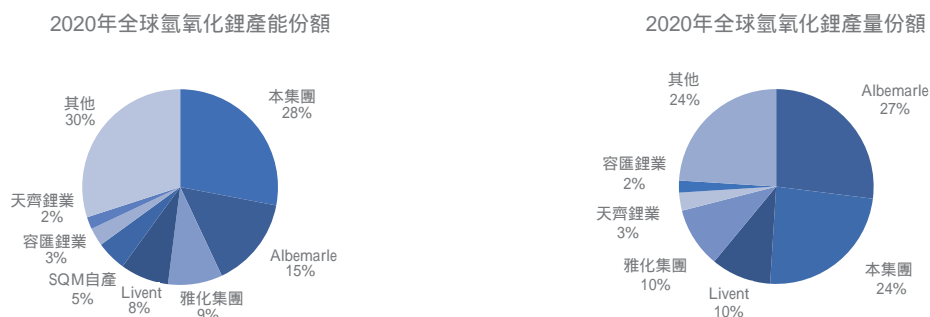 2020年全球氫氧化鋰產能份額
其他
30%
本集團
28%
天齊鋰業
2%
容匯鋰業
3%
SQM自產
5%
Livent
8%
雅化集團
9%
Albemarle
15%
2020年全球氫氧化鋰產量份額
其他
24%
Albemarle
27%
容匯鋰業
2%
天齊鋰業
3%
雅化集團
10%
Livent
10%
本集團
24%